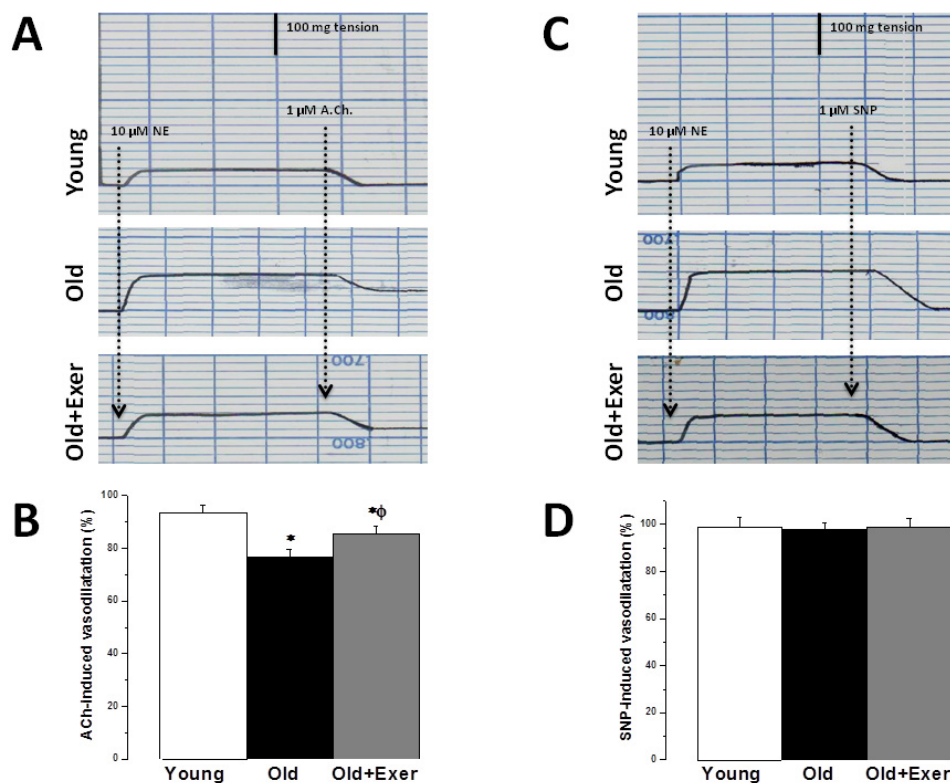 A
100 mg tension
1 µM A.Ch.
10 µM NE
Young
Old
700
800
Old+Exer
C
100 mg tension
1 µM SNP
10 µM NE
Young
700
800
Old
Old+Exer
B
ACh-induced vasodilatation (%)
100
80
60
40
20
0
*
*ϕ
Young Old Old+Exer
D
SNP-induced vasodilatation (%)
100
80
60
40
20
0
Young Old Old+Exer